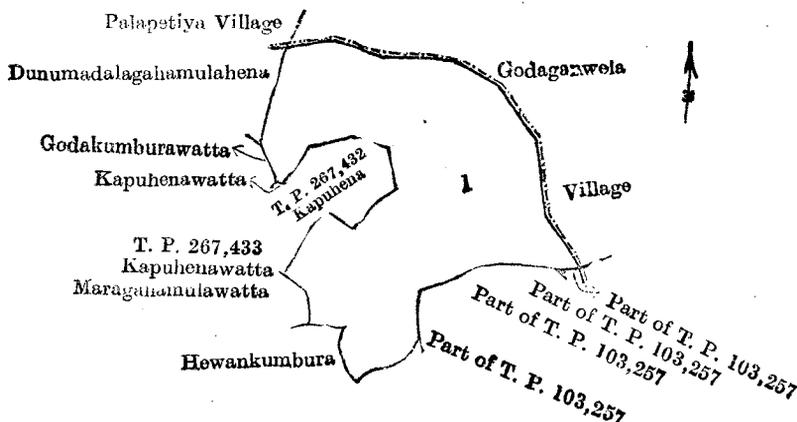 Palapetiya Village
Dunumadalagahamulahena
Godaganwela
Godakumburawatta
Kapuhenawatta
T. P. 267,432
Kapuhena
1
Village
T. P. 267,433
Kapuhenawatta
Maragahamulawatta
Hewankumbura
Part of T. P. 103,257
Part of T. P. 103,257
Part of T. P. 103,257
Part of T. P. 103,257